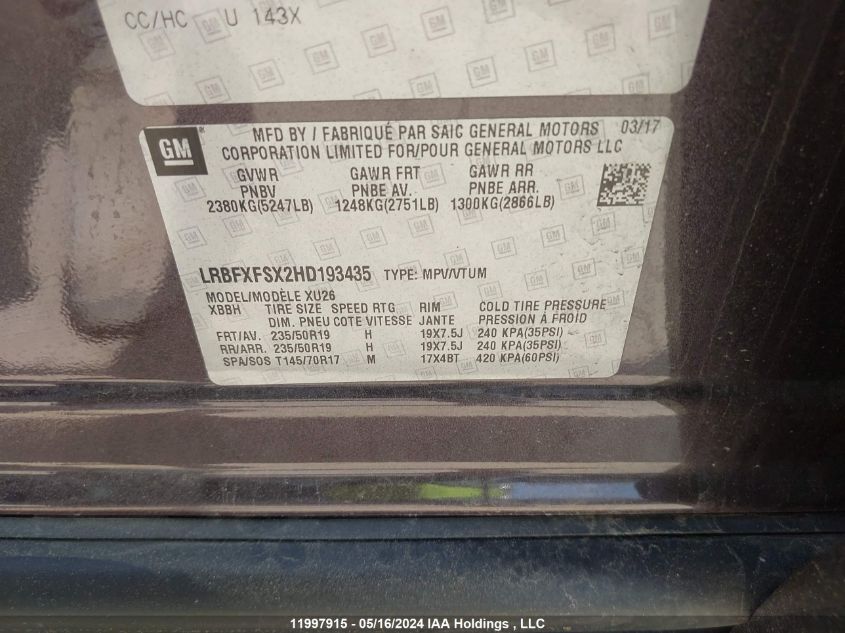 CC/HC U 143X
GM
MFD BY / FABRIQUÉ PAR SAIC GENERAL MOTORS 03/17
CORPORATION LIMITED FOR/POUR GENERAL MOTORS LLC
GVWR GAWR FRT GAWR RR
PNBV PNBE AV. PNBE ARR.
2380KG(5247LB) 1248KG(2751LB) 1300KG(2866LB)
LRBFXFSX2HD193435 TYPE: MPV/VTUM
MODEL/MODÈLE XU26
XBBH TIRE SIZE SPEED RTG RIM COLD TIRE PRESSURE
DIM. PNEU COTE VITESSE JANTE PRESSION À FROID
FRT/AV. 235/50R19 H 19X7.5J 240 KPA(35PSI)
RR/ARR. 235/50R19 H 19X7.5J 240 KPA(35PSI)
SPA/SOS T145/70R17 M 17X4BT 420 KPA(60PSI)
11997915 - 05/16/2024 IAA Holdings , LLC